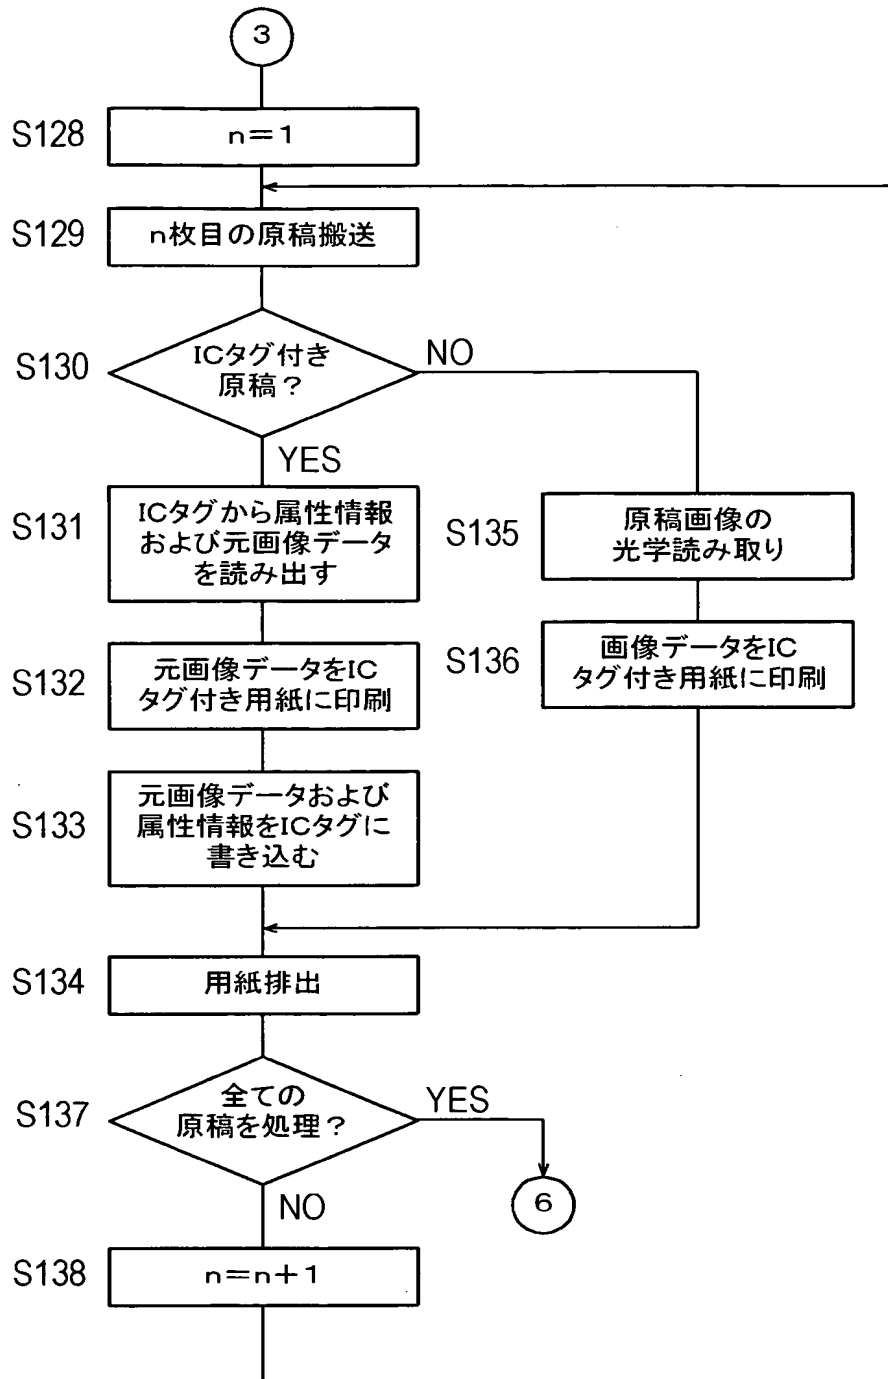 3
S128
n=1
S129
n枚目の原稿搬送
S130
ICタグ付き
原稿?
NO
YES
S131
ICタグから属性情報
および元画像データ
を読み出す
S135
原稿画像の
光学読み取り
S132
元画像データをIC
タグ付き用紙に印刷
S136
画像データをIC
タグ付き用紙に印刷
S133
元画像データおよび
属性情報をICタグに
書き込む
S134
用紙排出
S137
全ての
原稿を処理?
YES
NO
6
S138
n=n+1